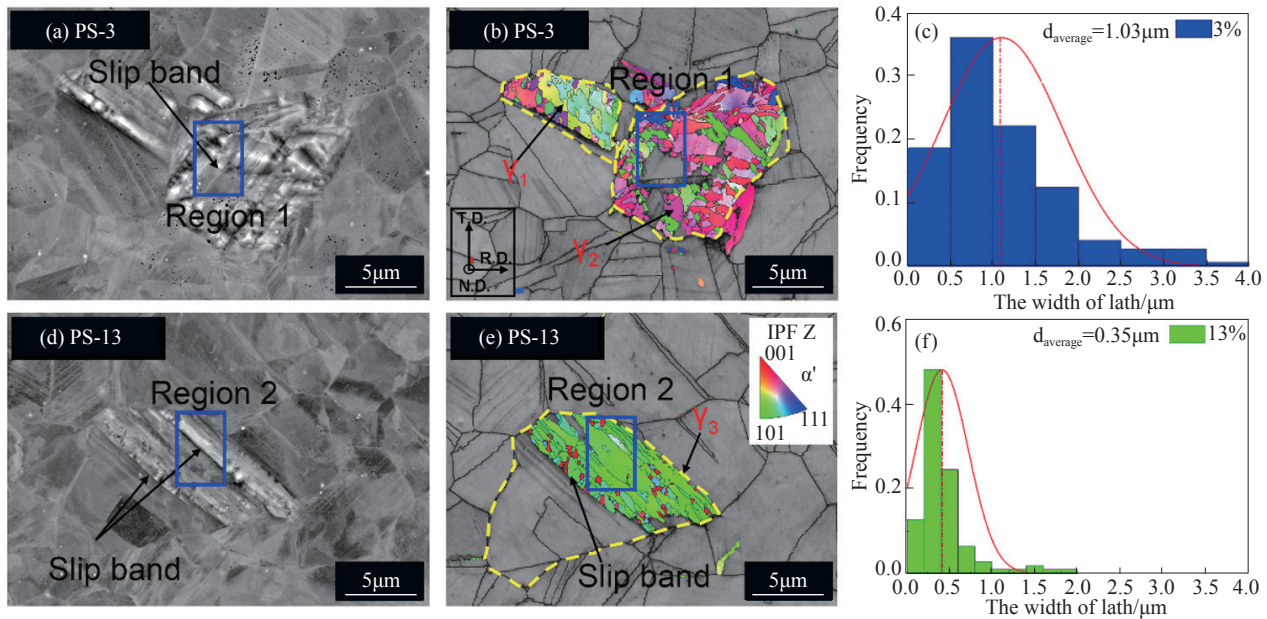 (a) PS-3
Slip band
Region 1
5μm
(b) PS-3
Region 1
γ1
γ2
T.D.
R.D.
N.D.
5μm
(c)
daverage=1.03μm
3%
Frequency
0.4
0.3
0.2
0.1
0.0
0.0 0.5 1.0 1.5 2.0 2.5 3.0 3.5 4.0
The width of lath/μm
(d) PS-13
Region 2
Slip band
5μm
(e) PS-13
Region 2
γ3
Slip band
IPF Z
001
α'
111
101
5μm
(f)
daverage=0.35μm
13%
Frequency
0.6
0.4
0.2
0.0
0.0 0.5 1.0 1.5 2.0 2.5 3.0 3.5 4.0
The width of lath/μm